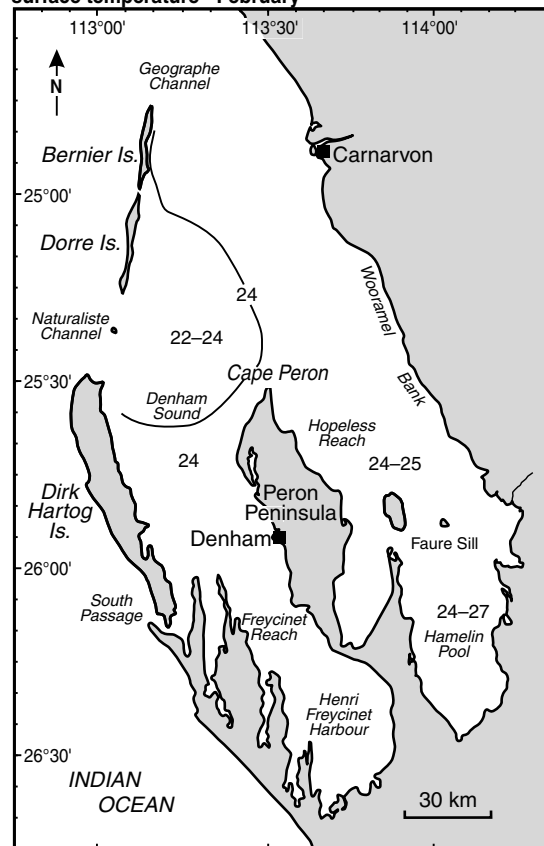 surface temperature - February
113°00'
113°30'
114°00'
N
Geographe
Channel
Bernier Is.
Carnarvon
25°00'
Dorre Is.
Wooramel
Bank
24
Naturaliste
Channel
22–24
Cape Peron
25°30'
Denham
Sound
Hopeless
Reach
24
24–25
Dirk
Hartog
Is.
Peron
Peninsula
Denham
Faure Sill
26°00'
South
Passage
Freycinet
Reach
24–27
Hamelin
Pool
Henri
Freycinet
Harbour
26°30'
INDIAN
OCEAN
30 km